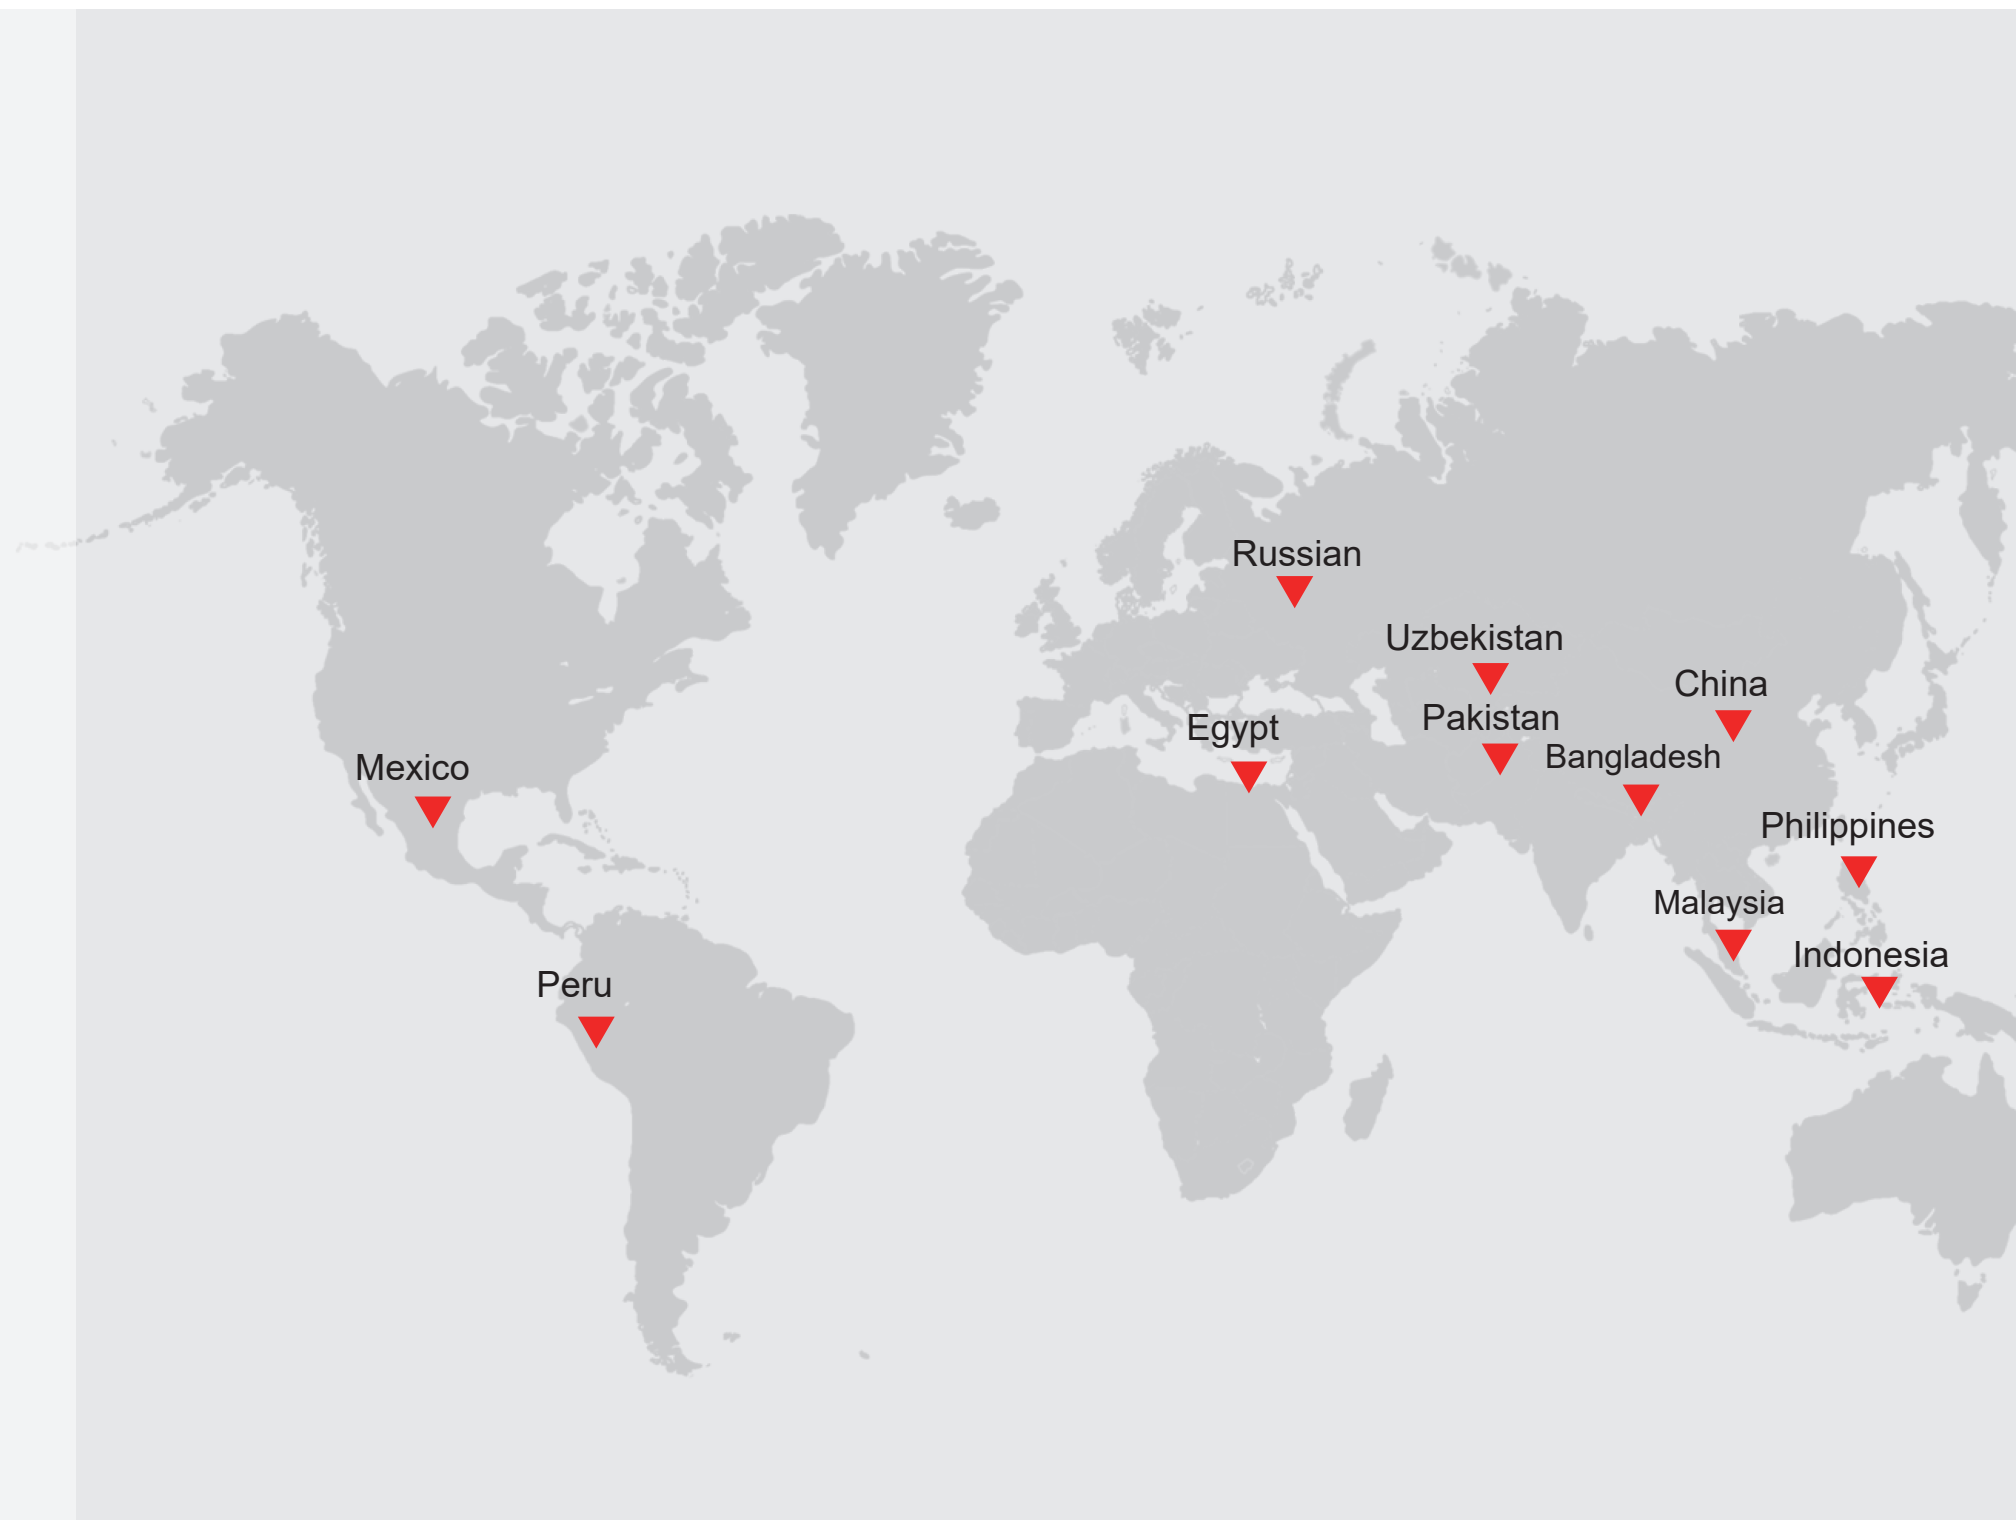 Russian
Uzbekistan
China
Pakistan
Egypt
Bangladesh
Mexico
Philippines
Malaysia
Indonesia
Peru